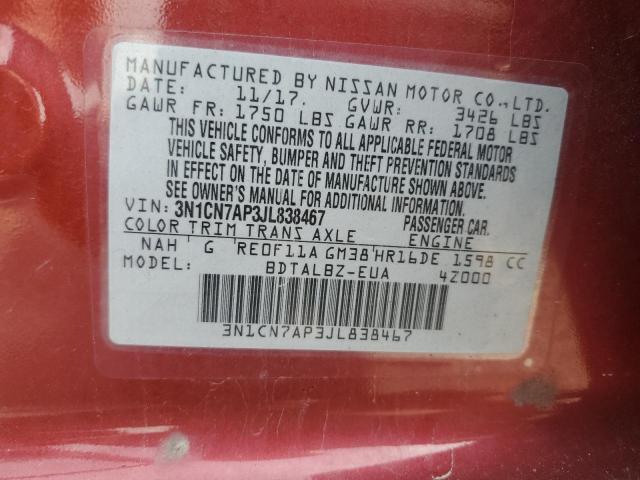 MANUFACTURED BY NISSAN MOTOR CO.,LTD.
DATE: 11/17. GVWR: 3426 LBS
GAWR FR: 1750 LBS GAWR RR: 1708 LBS
THIS VEHICLE CONFORMS TO ALL APPLICABLE FEDERAL MOTOR
VEHICLE SAFETY, BUMPER AND THEFT PREVENTION STANDARDS
IN EFFECT ON THE DATE OF MANUFACTURE SHOWN ABOVE.
SEE OWNER'S MANUAL FOR ADDITIONAL INFORMATION.
VIN: 3N1CN7AP3JL838467 PASSENGER CAR.
COLOR TRIM TRANS AXLE ENGINE
NAH G RE0F11A GM38 HR16DE 1598 CC
MODEL: BDTALBZ-EUA 4Z000
3N1CN7AP3JL838467